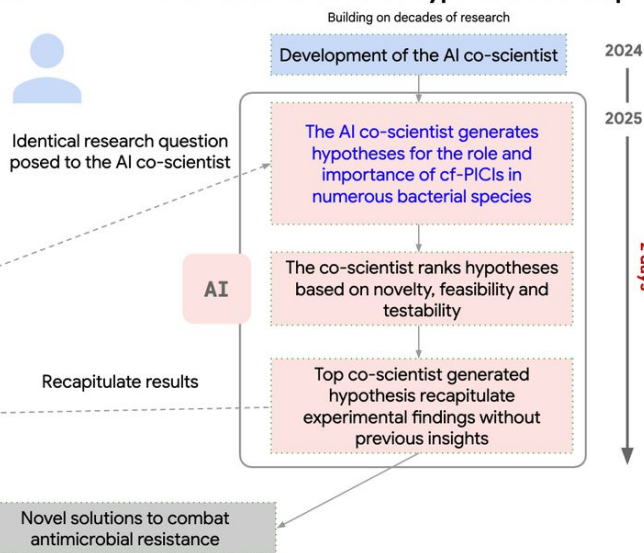 Building on decades of research
Development of the AI co-scientist
2024
2025
Identical research question
posed to the AI co-scientist
The AI co-scientist generates
hypotheses for the role and
importance of cf-PICIs in
numerous bacterial species
AI
The co-scientist ranks hypotheses
based on novelty, feasibility and
testability
2 days
Recapitulate results
Top co-scientist generated
hypothesis recapitulate
experimental findings without
previous insights
Novel solutions to combat
antimicrobial resistance